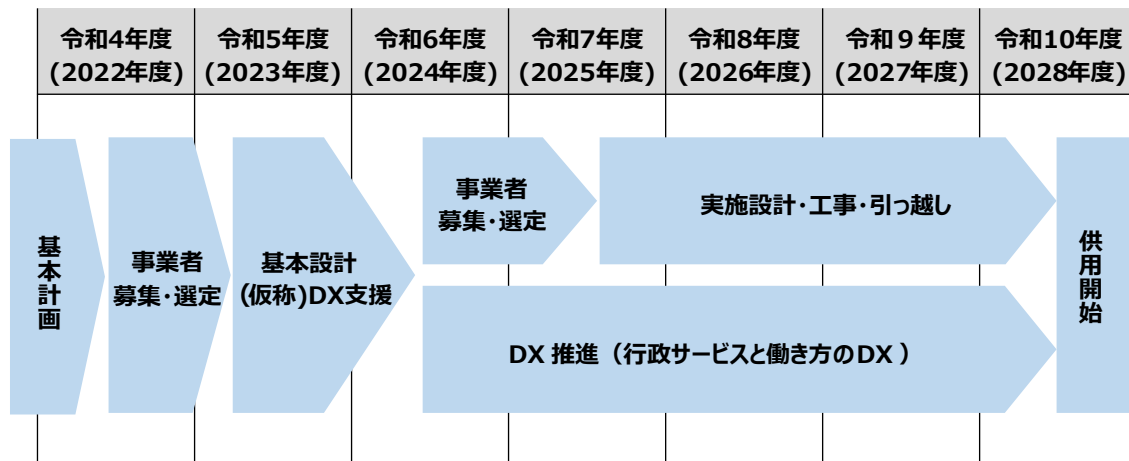 令和4年度
(2022年度)
令和5年度
(2023年度)
令和6年度
(2024年度)
令和7年度
(2025年度)
令和8年度
(2026年度)
令和９年度
(2027年度)
令和10年度
(2028年度)
基本計画
事業者
募集・選定
基本設計
(仮称)DX支援
事業者
募集・選定
実施設計・工事・引っ越し
DX 推進（行政サービスと働き方のDX ）
供用開始